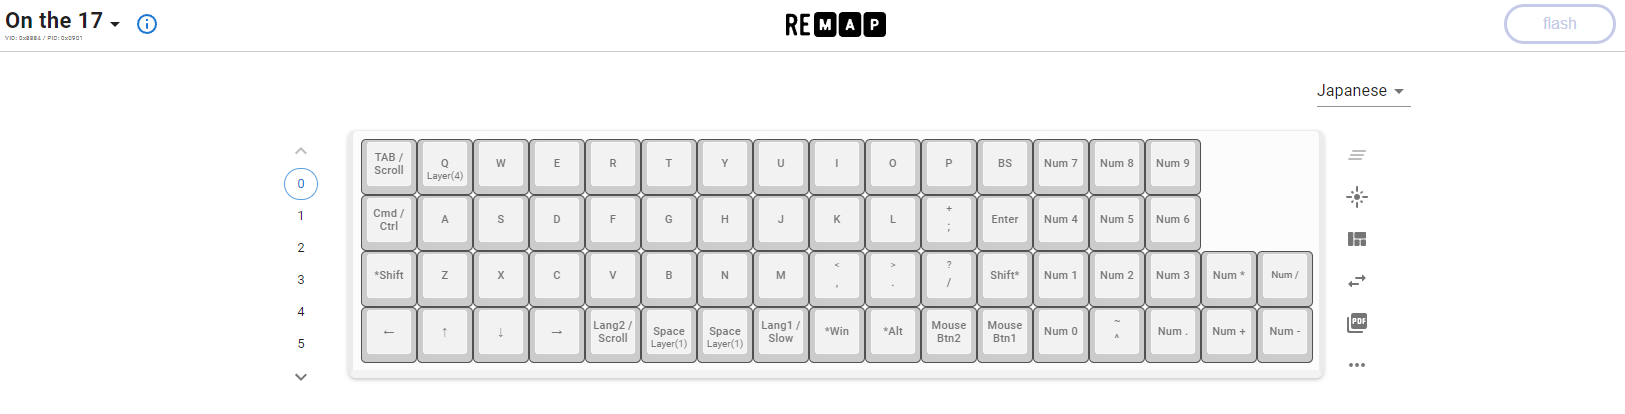 On the 17
REMAP
flash
Japanese
0
1
2
3
4
5
TAB / Scroll
Q
Layer(4)
W
E
R
T
Y
U
I
O
P
BS
Num 7
Num 8
Num 9
Cmd / Ctrl
A
S
D
F
G
H
J
K
L
+
;
Enter
Num 4
Num 5
Num 6
*Shift
Z
X
C
V
B
N
M
<
,
>
.
?
/
Shift*
Num 1
Num 2
Num 3
Num *
Num /
←
↑
↓
→
Lang2 / Scroll
Space
Layer(1)
Space
Layer(1)
Lang1 / Slow
*Win
*Alt
Mouse Btn2
Mouse Btn1
Num 0
~
^
Num .
Num +
Num -
PDF